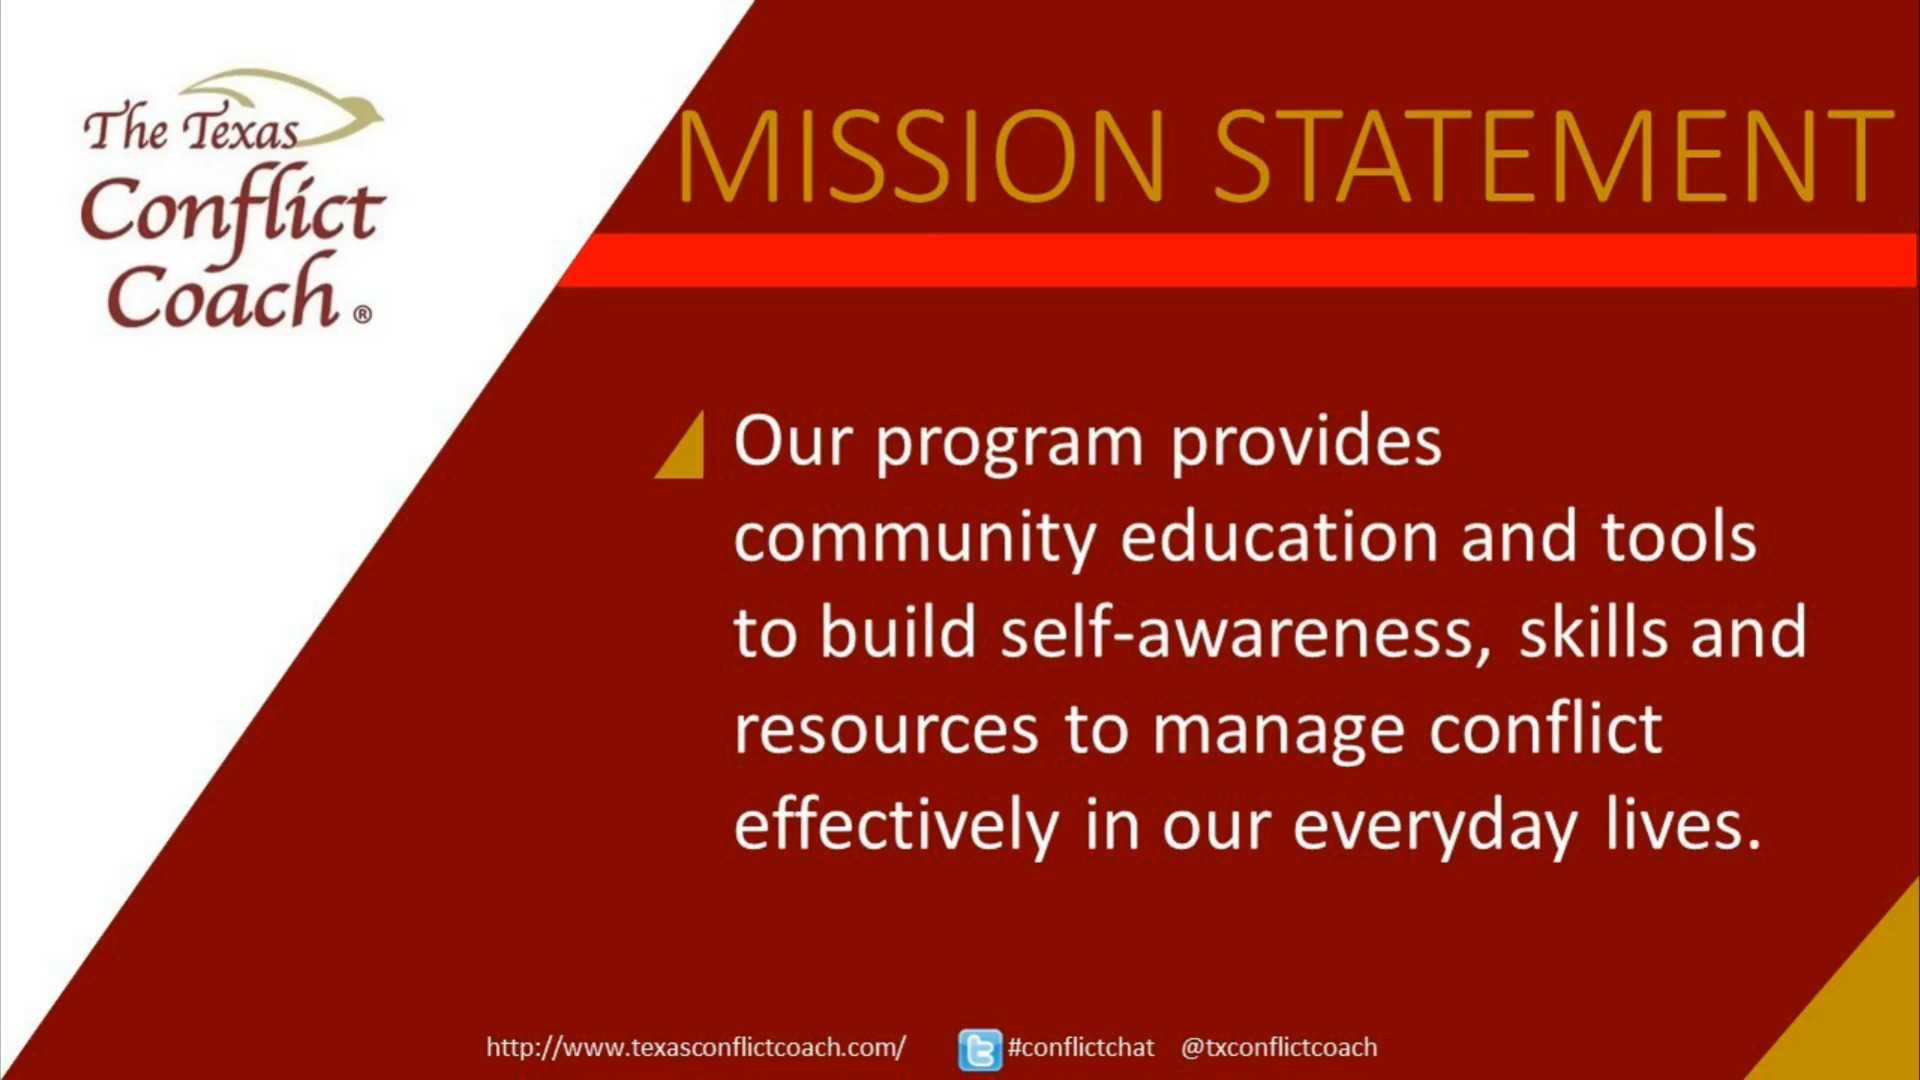 The Texas
Conflict
Coach ®
MISSION STATEMENT
Our program provides
community education and tools
to build self-awareness, skills and
resources to manage conflict
effectively in our everyday lives.
http://www.texasconflictcoach.com/ #conflictchat @txconflictcoach